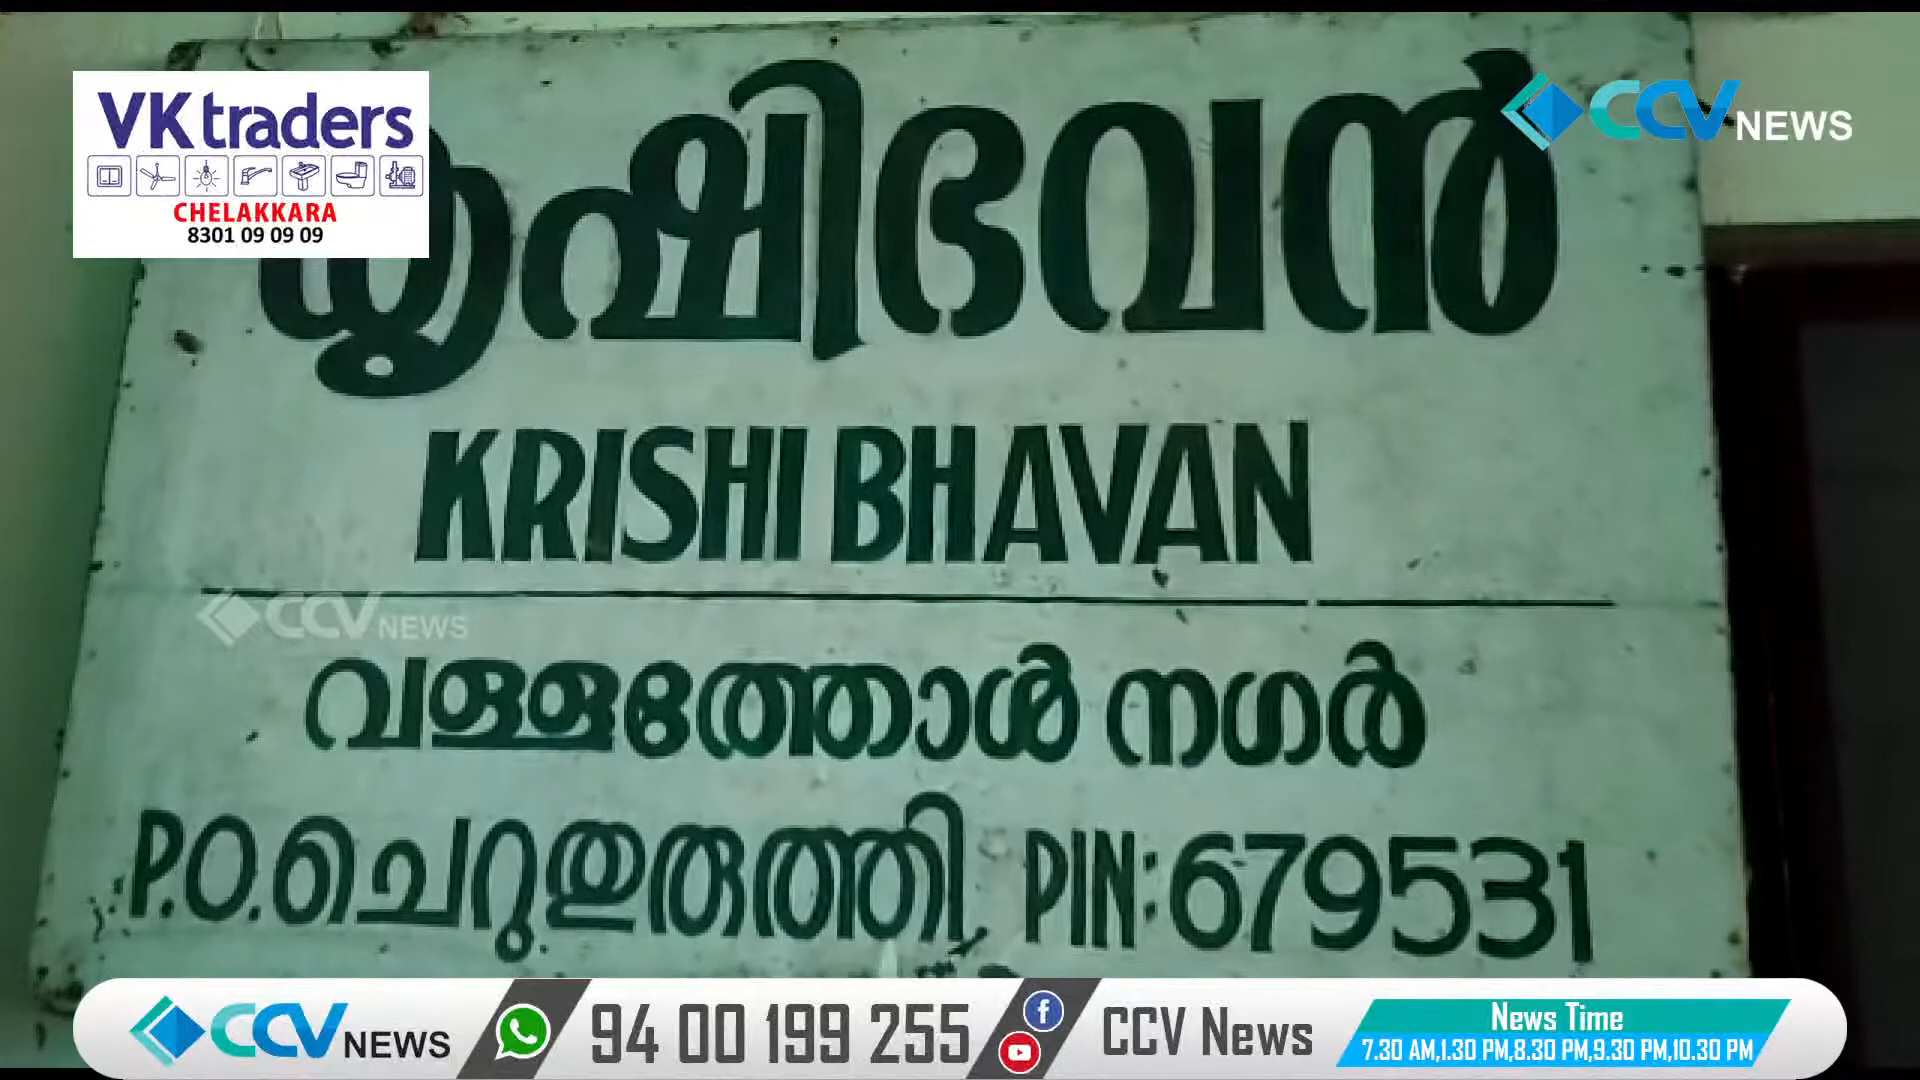 VK traders
CHELAKKARA
8301 09 09 09
CCV NEWS
കൃഷിഭവൻ
KRISHI BHAVAN
CCV NEWS
വള്ളത്തോൾ നഗർ
P.O. ചെറുതുരുത്തി, PIN: 679531
CCV NEWS
94 00 199 255
CCV News
News Time
7.30 AM,1.30 PM,8.30 PM,9.30 PM,10.30 PM